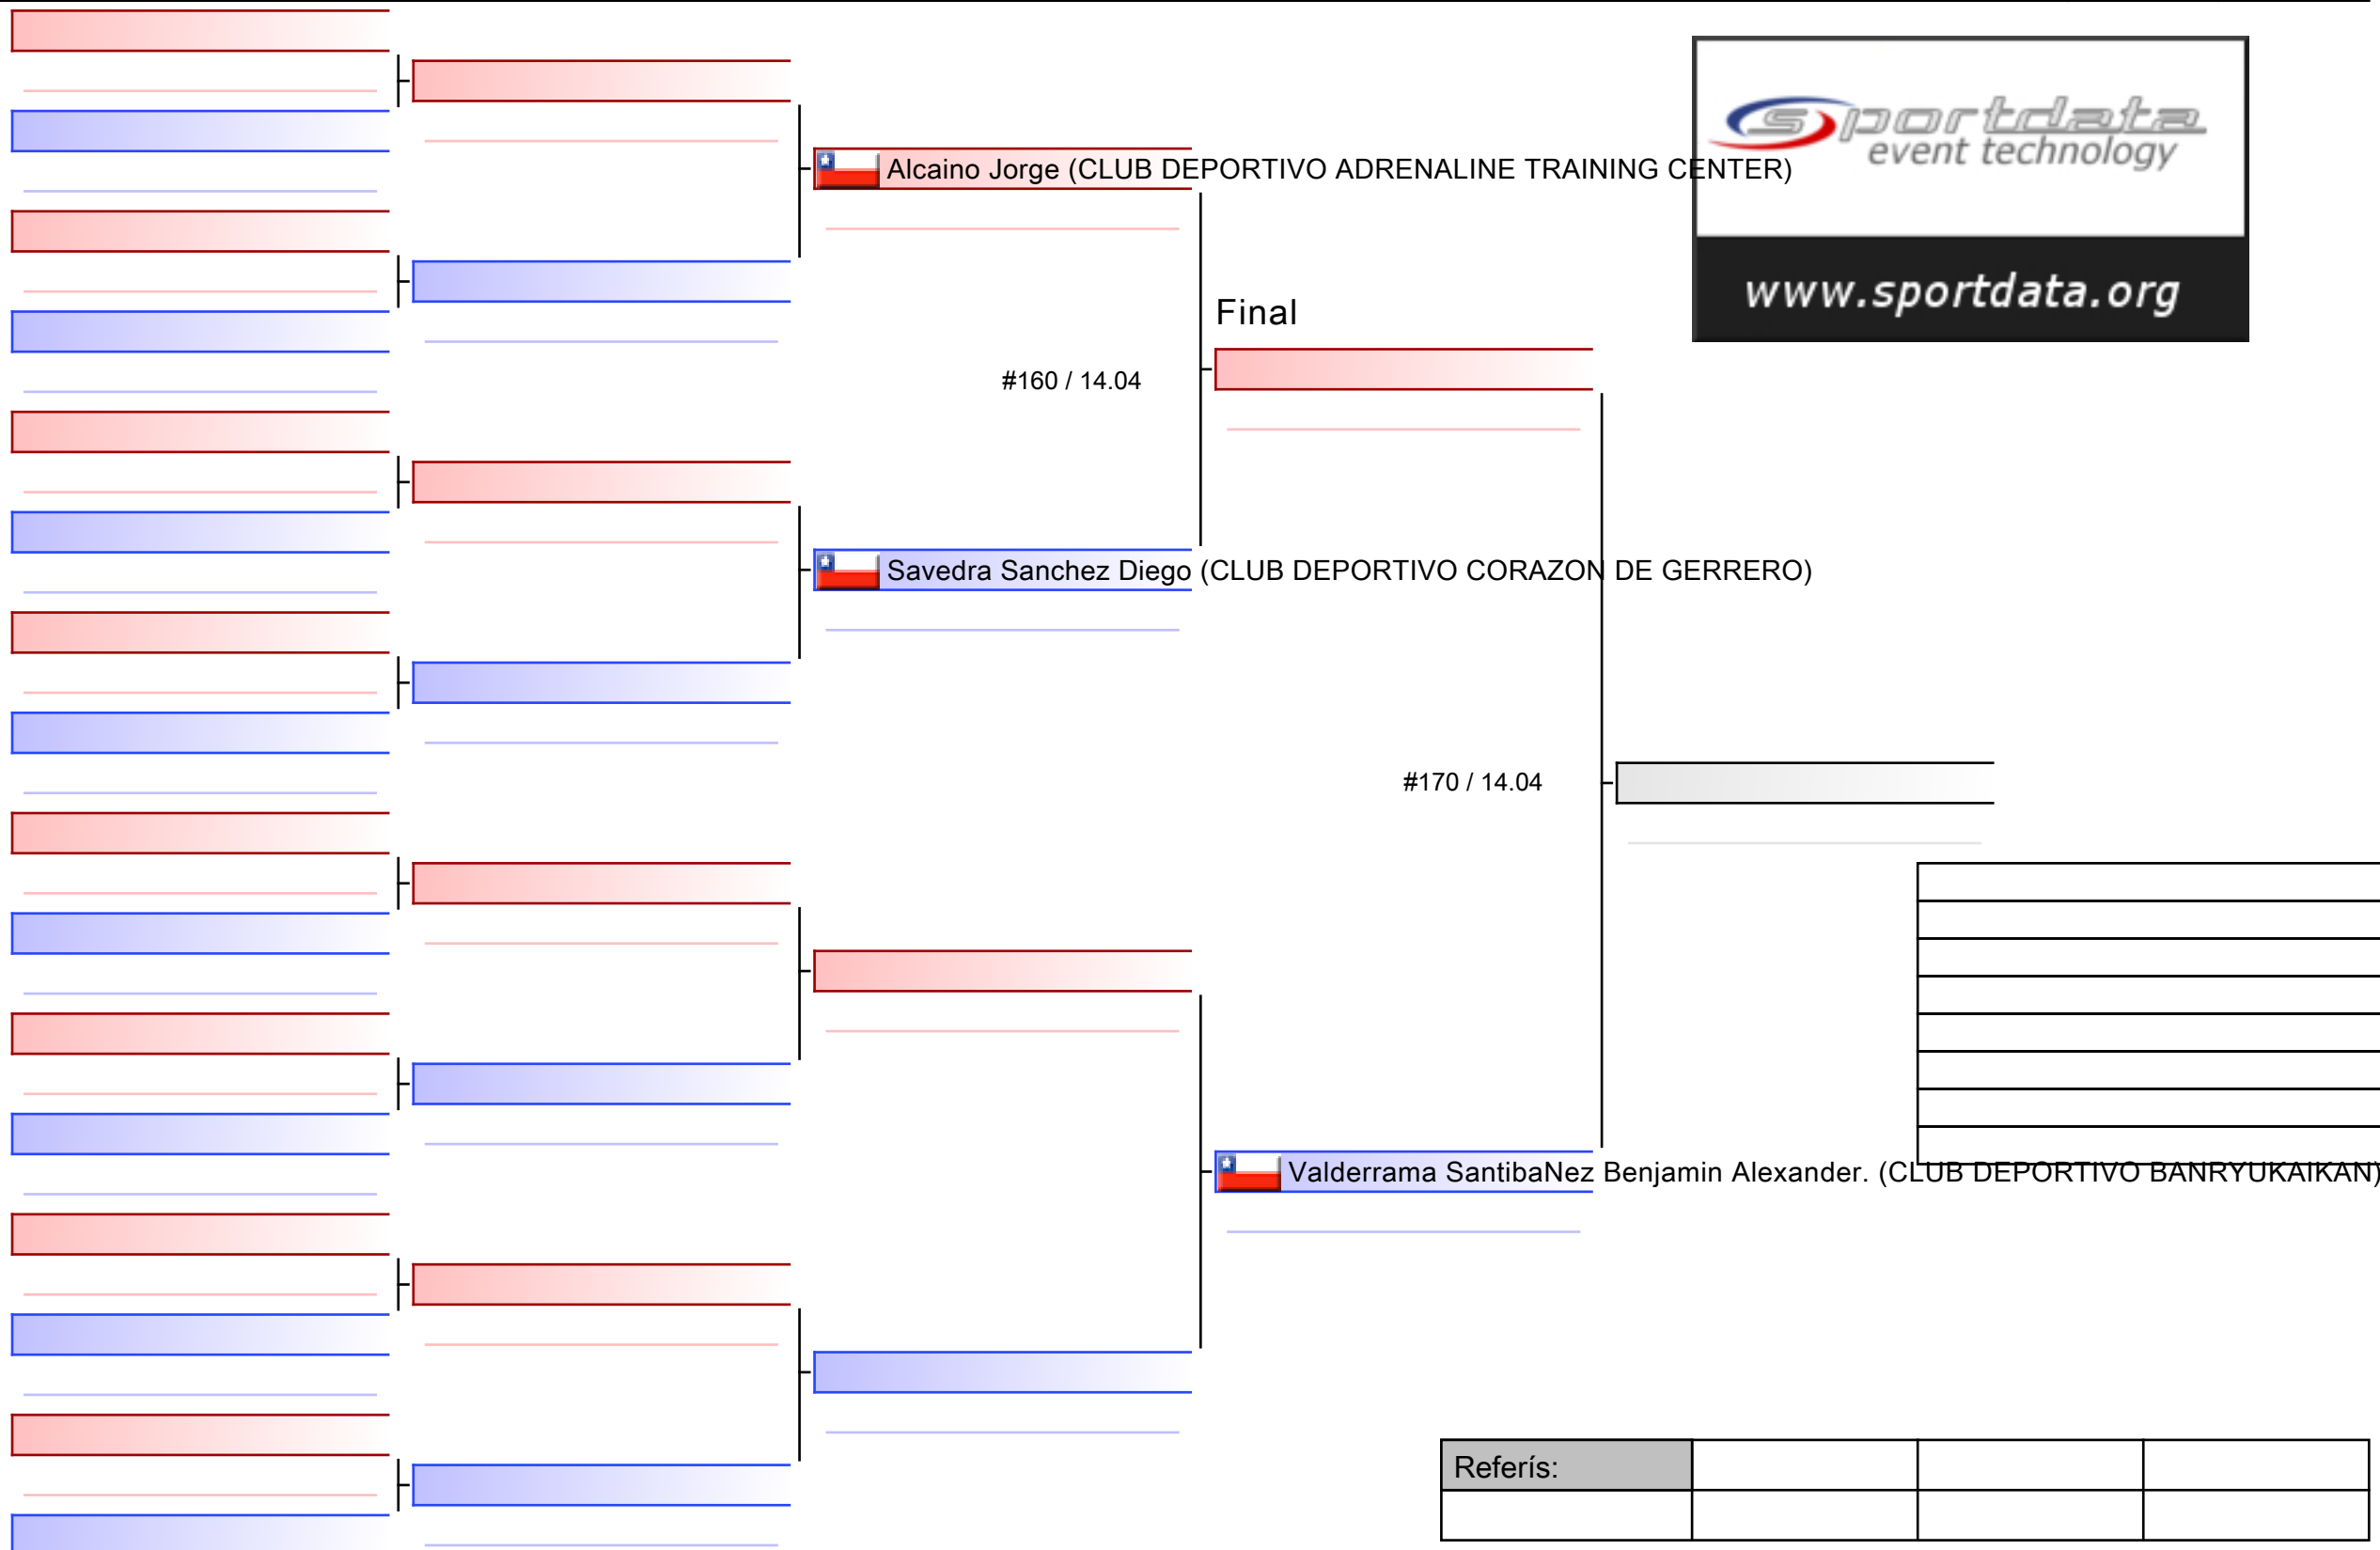 sportdata
event technology
www.sportdata.org
Alcaino Jorge (CLUB DEPORTIVO ADRENALINE TRAINING CENTER)
Final
#160 / 14.04
Savedra Sanchez Diego (CLUB DEPORTIVO CORAZON DE GERRERO)
#170 / 14.04
Valderrama SantibaNez Benjamin Alexander. (CLUB DEPORTIVO BANRYUKAIKAN)
Referís: